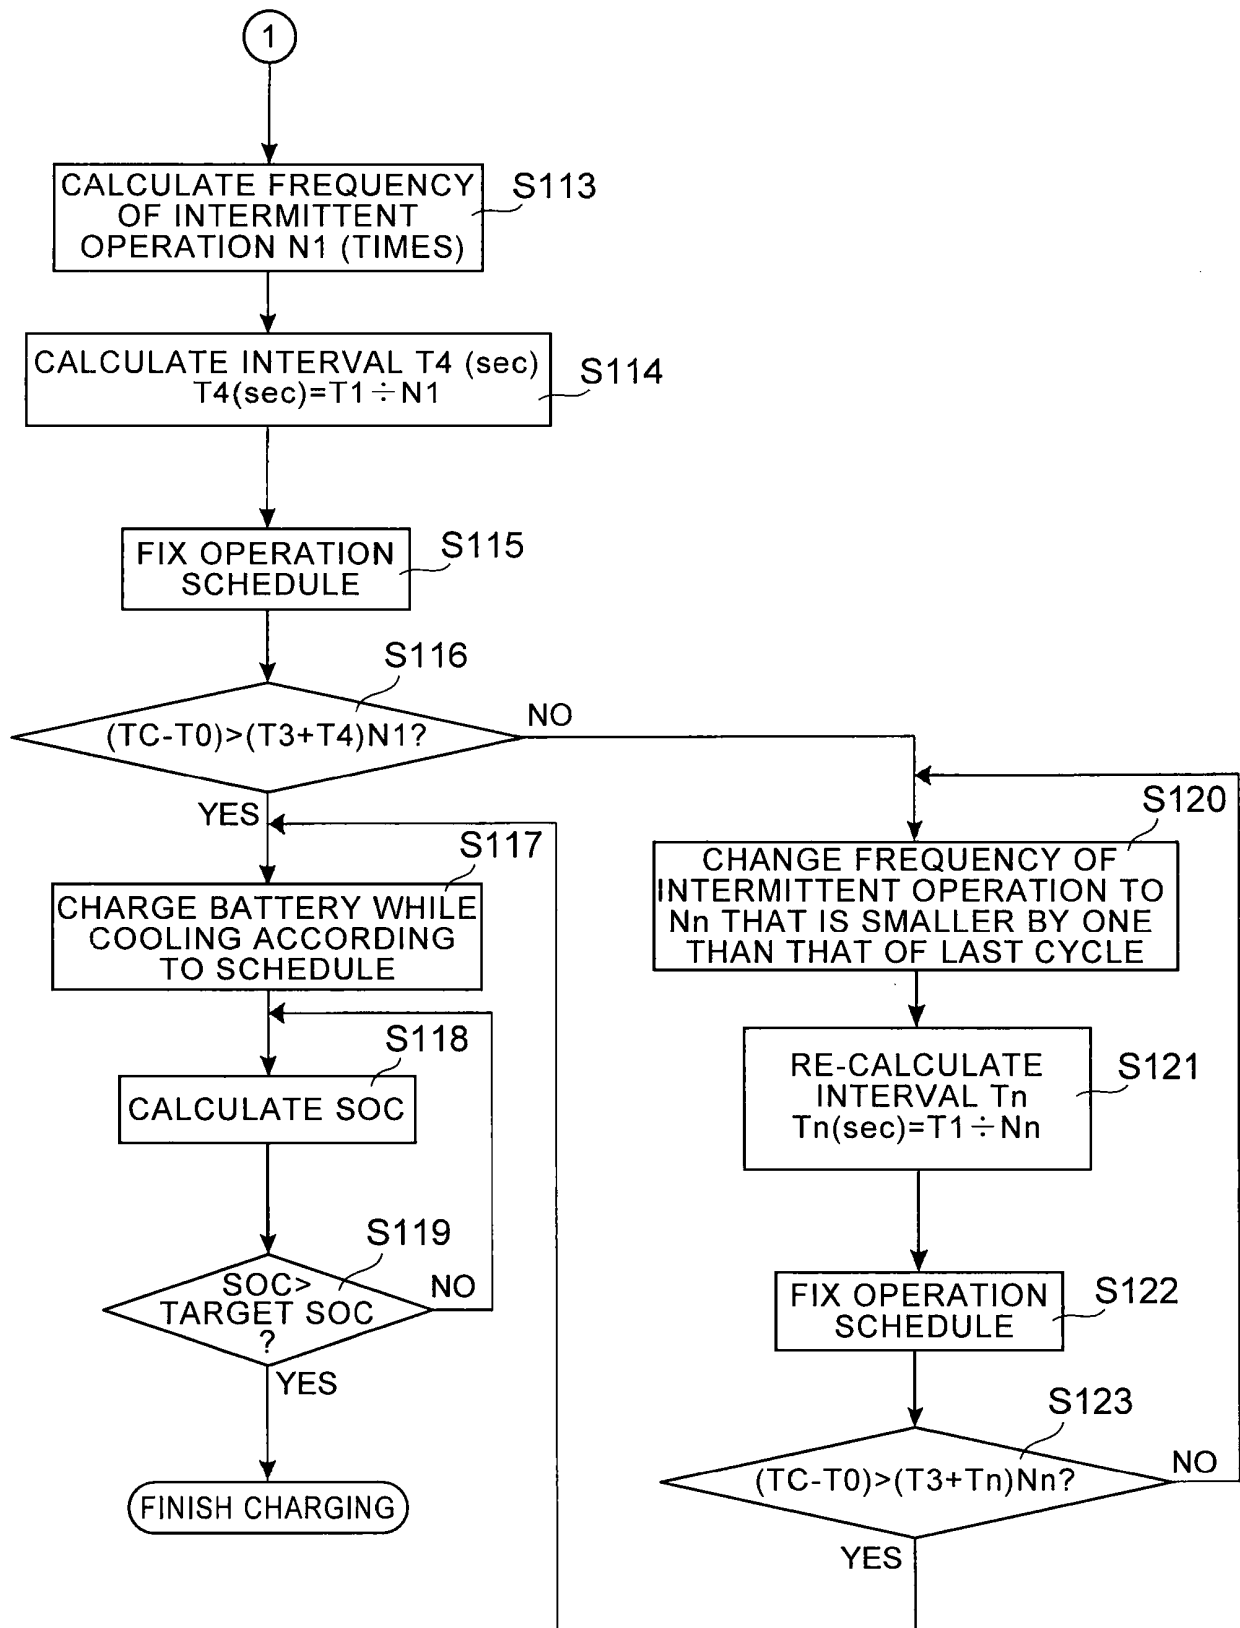 1
CALCULATE FREQUENCY
OF INTERMITTENT
OPERATION N1 (TIMES)
S113
CALCULATE INTERVAL T4 (sec)
T4(sec)=T1÷N1
S114
FIX OPERATION
SCHEDULE
S115
S116
(TC-T0)>(T3+T4)N1?
NO
YES
S117
CHARGE BATTERY WHILE
COOLING ACCORDING
TO SCHEDULE
S118
CALCULATE SOC
S119
SOC>
TARGET SOC
?
NO
YES
FINISH CHARGING
S120
CHANGE FREQUENCY OF
INTERMITTENT OPERATION TO
Nn THAT IS SMALLER BY ONE
THAN THAT OF LAST CYCLE
RE-CALCULATE
INTERVAL Tn
Tn(sec)=T1÷Nn
S121
FIX OPERATION
SCHEDULE
S122
S123
(TC-T0)>(T3+Tn)Nn?
NO
YES